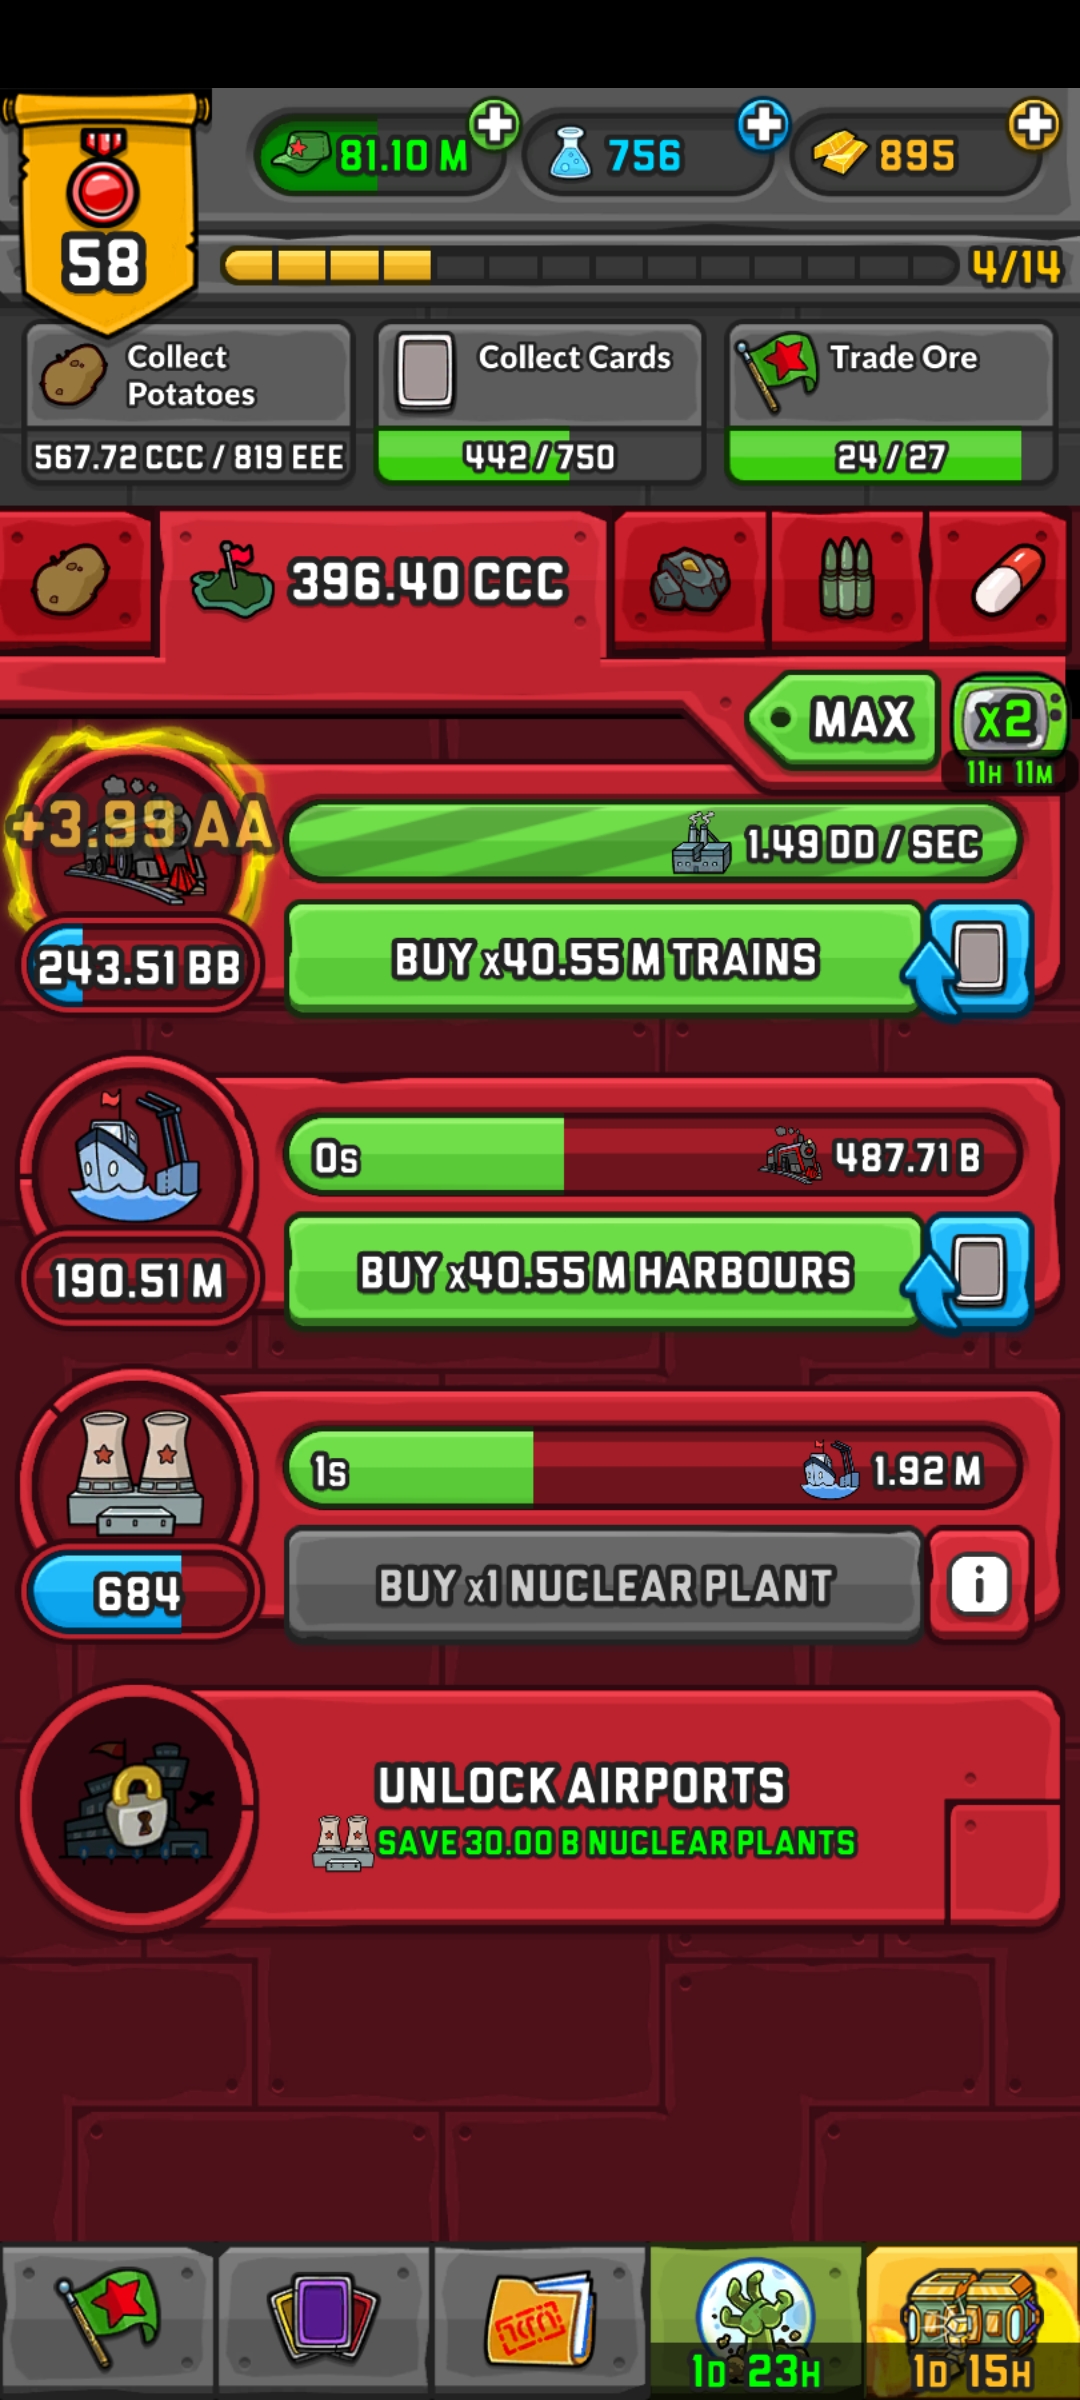 58
81.10 M
756
895
4/14
Collect
Potatoes
567.72 CCC / 819 EEE
Collect Cards
442/750
Trade Ore
24/27
396.40 CCC
MAX
x2
11H 11M
+3.99 AA
1.49 DD / SEC
243.51 BB
BUY x40.55 M TRAINS
0s
487.71 B
190.51 M
BUY x40.55 M HARBOURS
1s
1.92 M
684
BUY x1 NUCLEAR PLANT
i
UNLOCK AIRPORTS
SAVE 30.00 B NUCLEAR PLANTS
1D 23H
1D 15H